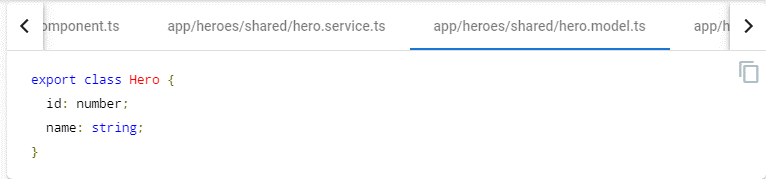 omponent.ts app/heroes/shared/hero.service.ts app/heroes/shared/hero.model.ts app/h
export class Hero {
id: number;
name: string;
}